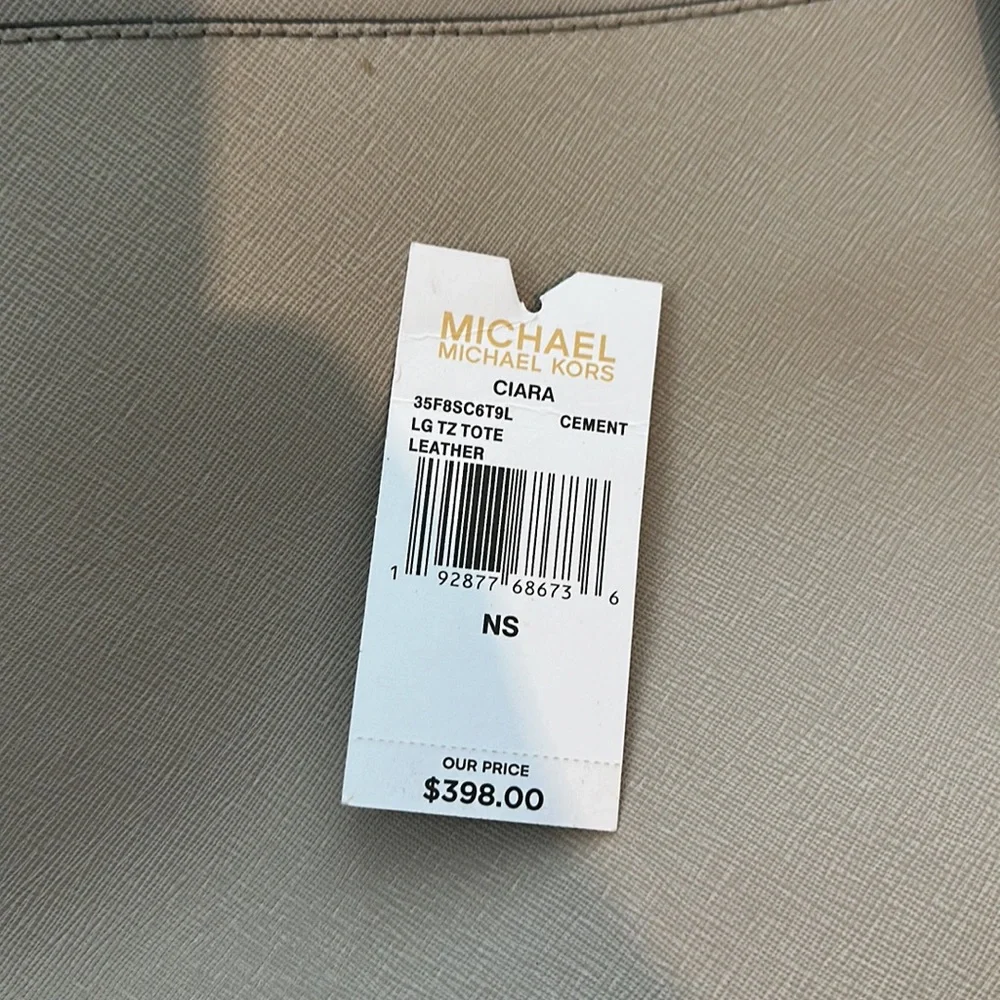 MICHAEL
MICHAEL KORS
CIARA
35F8SC6T9L CEMENT
LG TZ TOTE
LEATHER
1 92877 68673 6
NS
OUR PRICE
$398.00